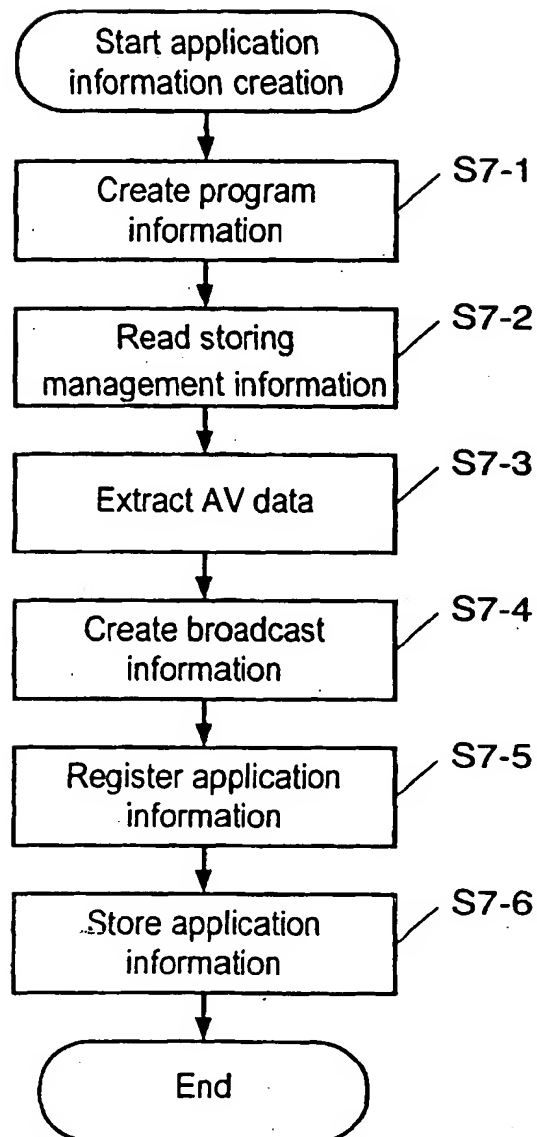 Start application
information creation
S7-1
Create program
information
S7-2
Read storing
management information
S7-3
Extract AV data
S7-4
Create broadcast
information
S7-5
Register application
information
S7-6
Store application
information
End